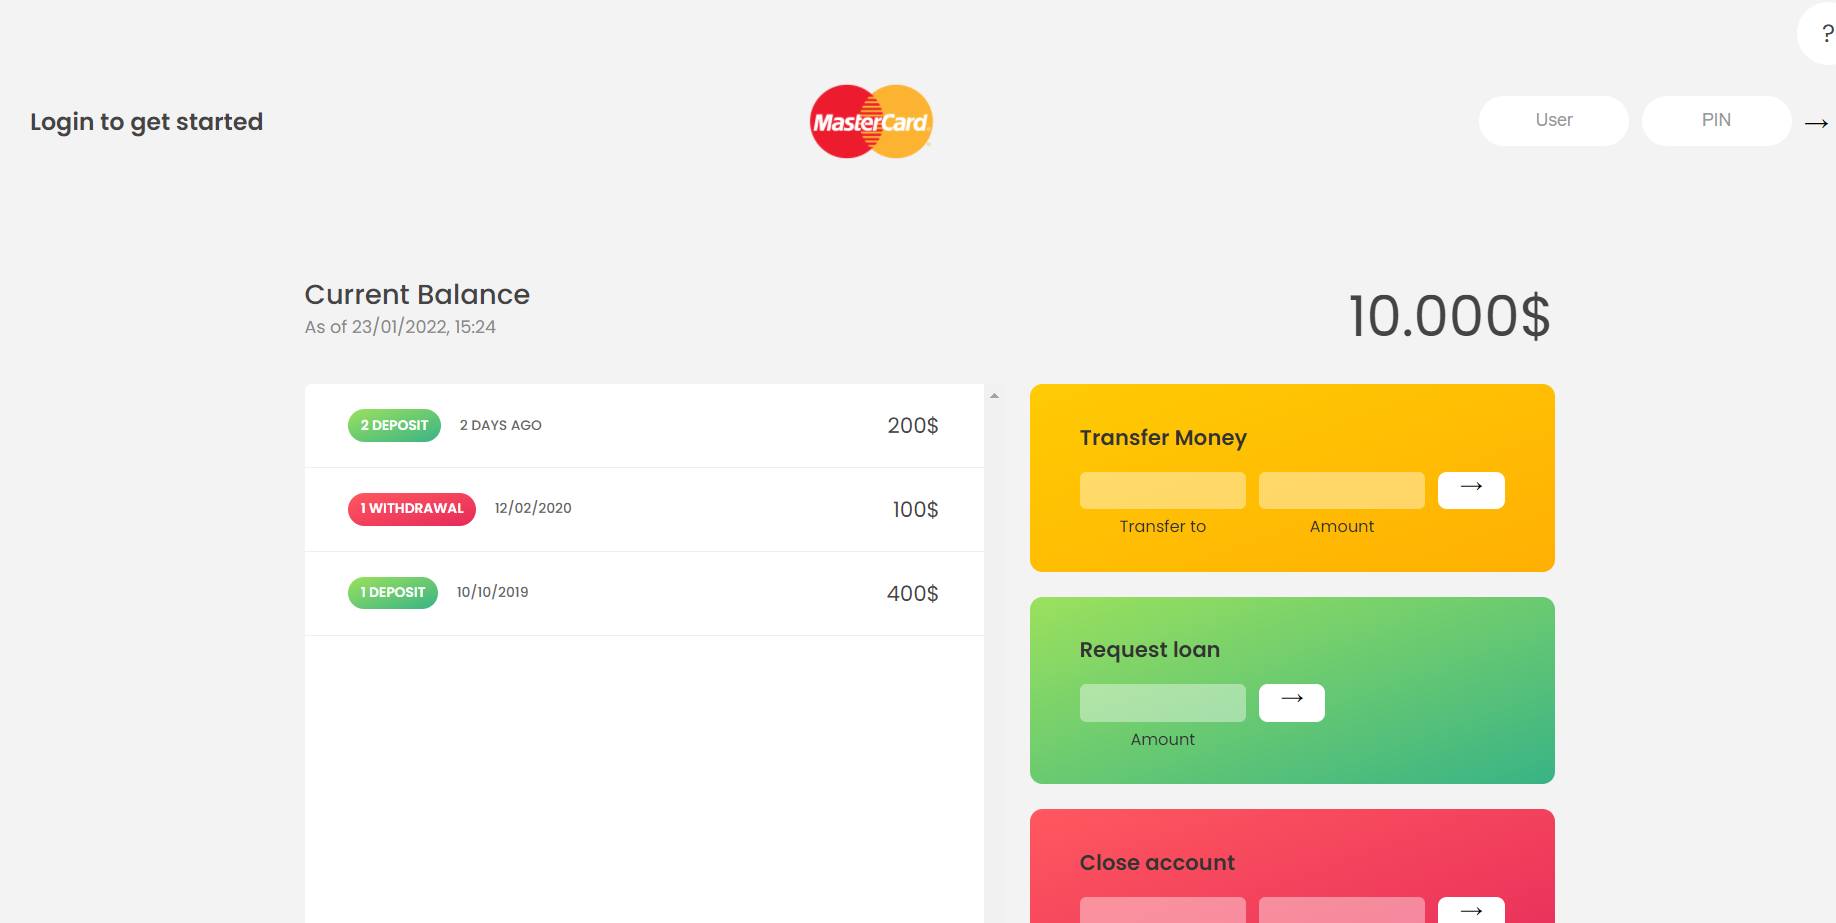 ?
Login to get started
MasterCard
User
PIN
→
Current Balance
As of 23/01/2022, 15:24
10.000$
2 DEPOSIT 2 DAYS AGO 200$
1 WITHDRAWAL 12/02/2020 100$
1 DEPOSIT 10/10/2019 400$
Transfer Money
→
Transfer to Amount
Request loan
→
Amount
Close account
→